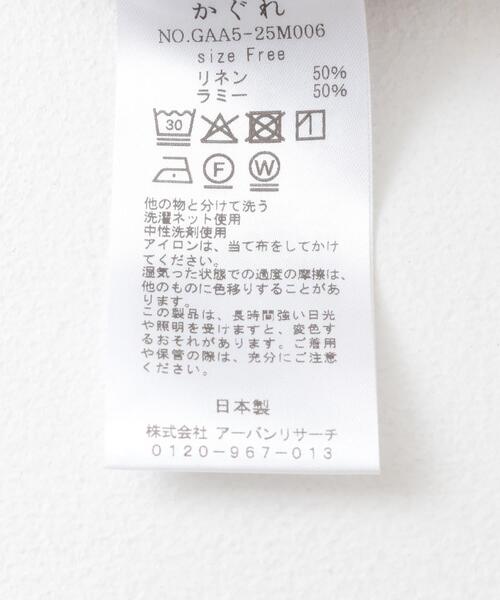 かぐれ
NO.GAA5-25M006
size Free
リネン 50%
ラミー 50%
30
F W
他の物と分けて洗う
洗濯ネット使用
中性洗剤使用
アイロンは、当て布をしてかけ
てください。
湿気った状態での過度の摩擦は、
他のものに色移りすることがあ
ります。
この製品は、長時間強い日光
や照明を受けますと、変色す
るおそれがあります。ご着用
や保管の際は、充分にご注意
ください。
日本製
株式会社 アーバンリサーチ
0120-967-013